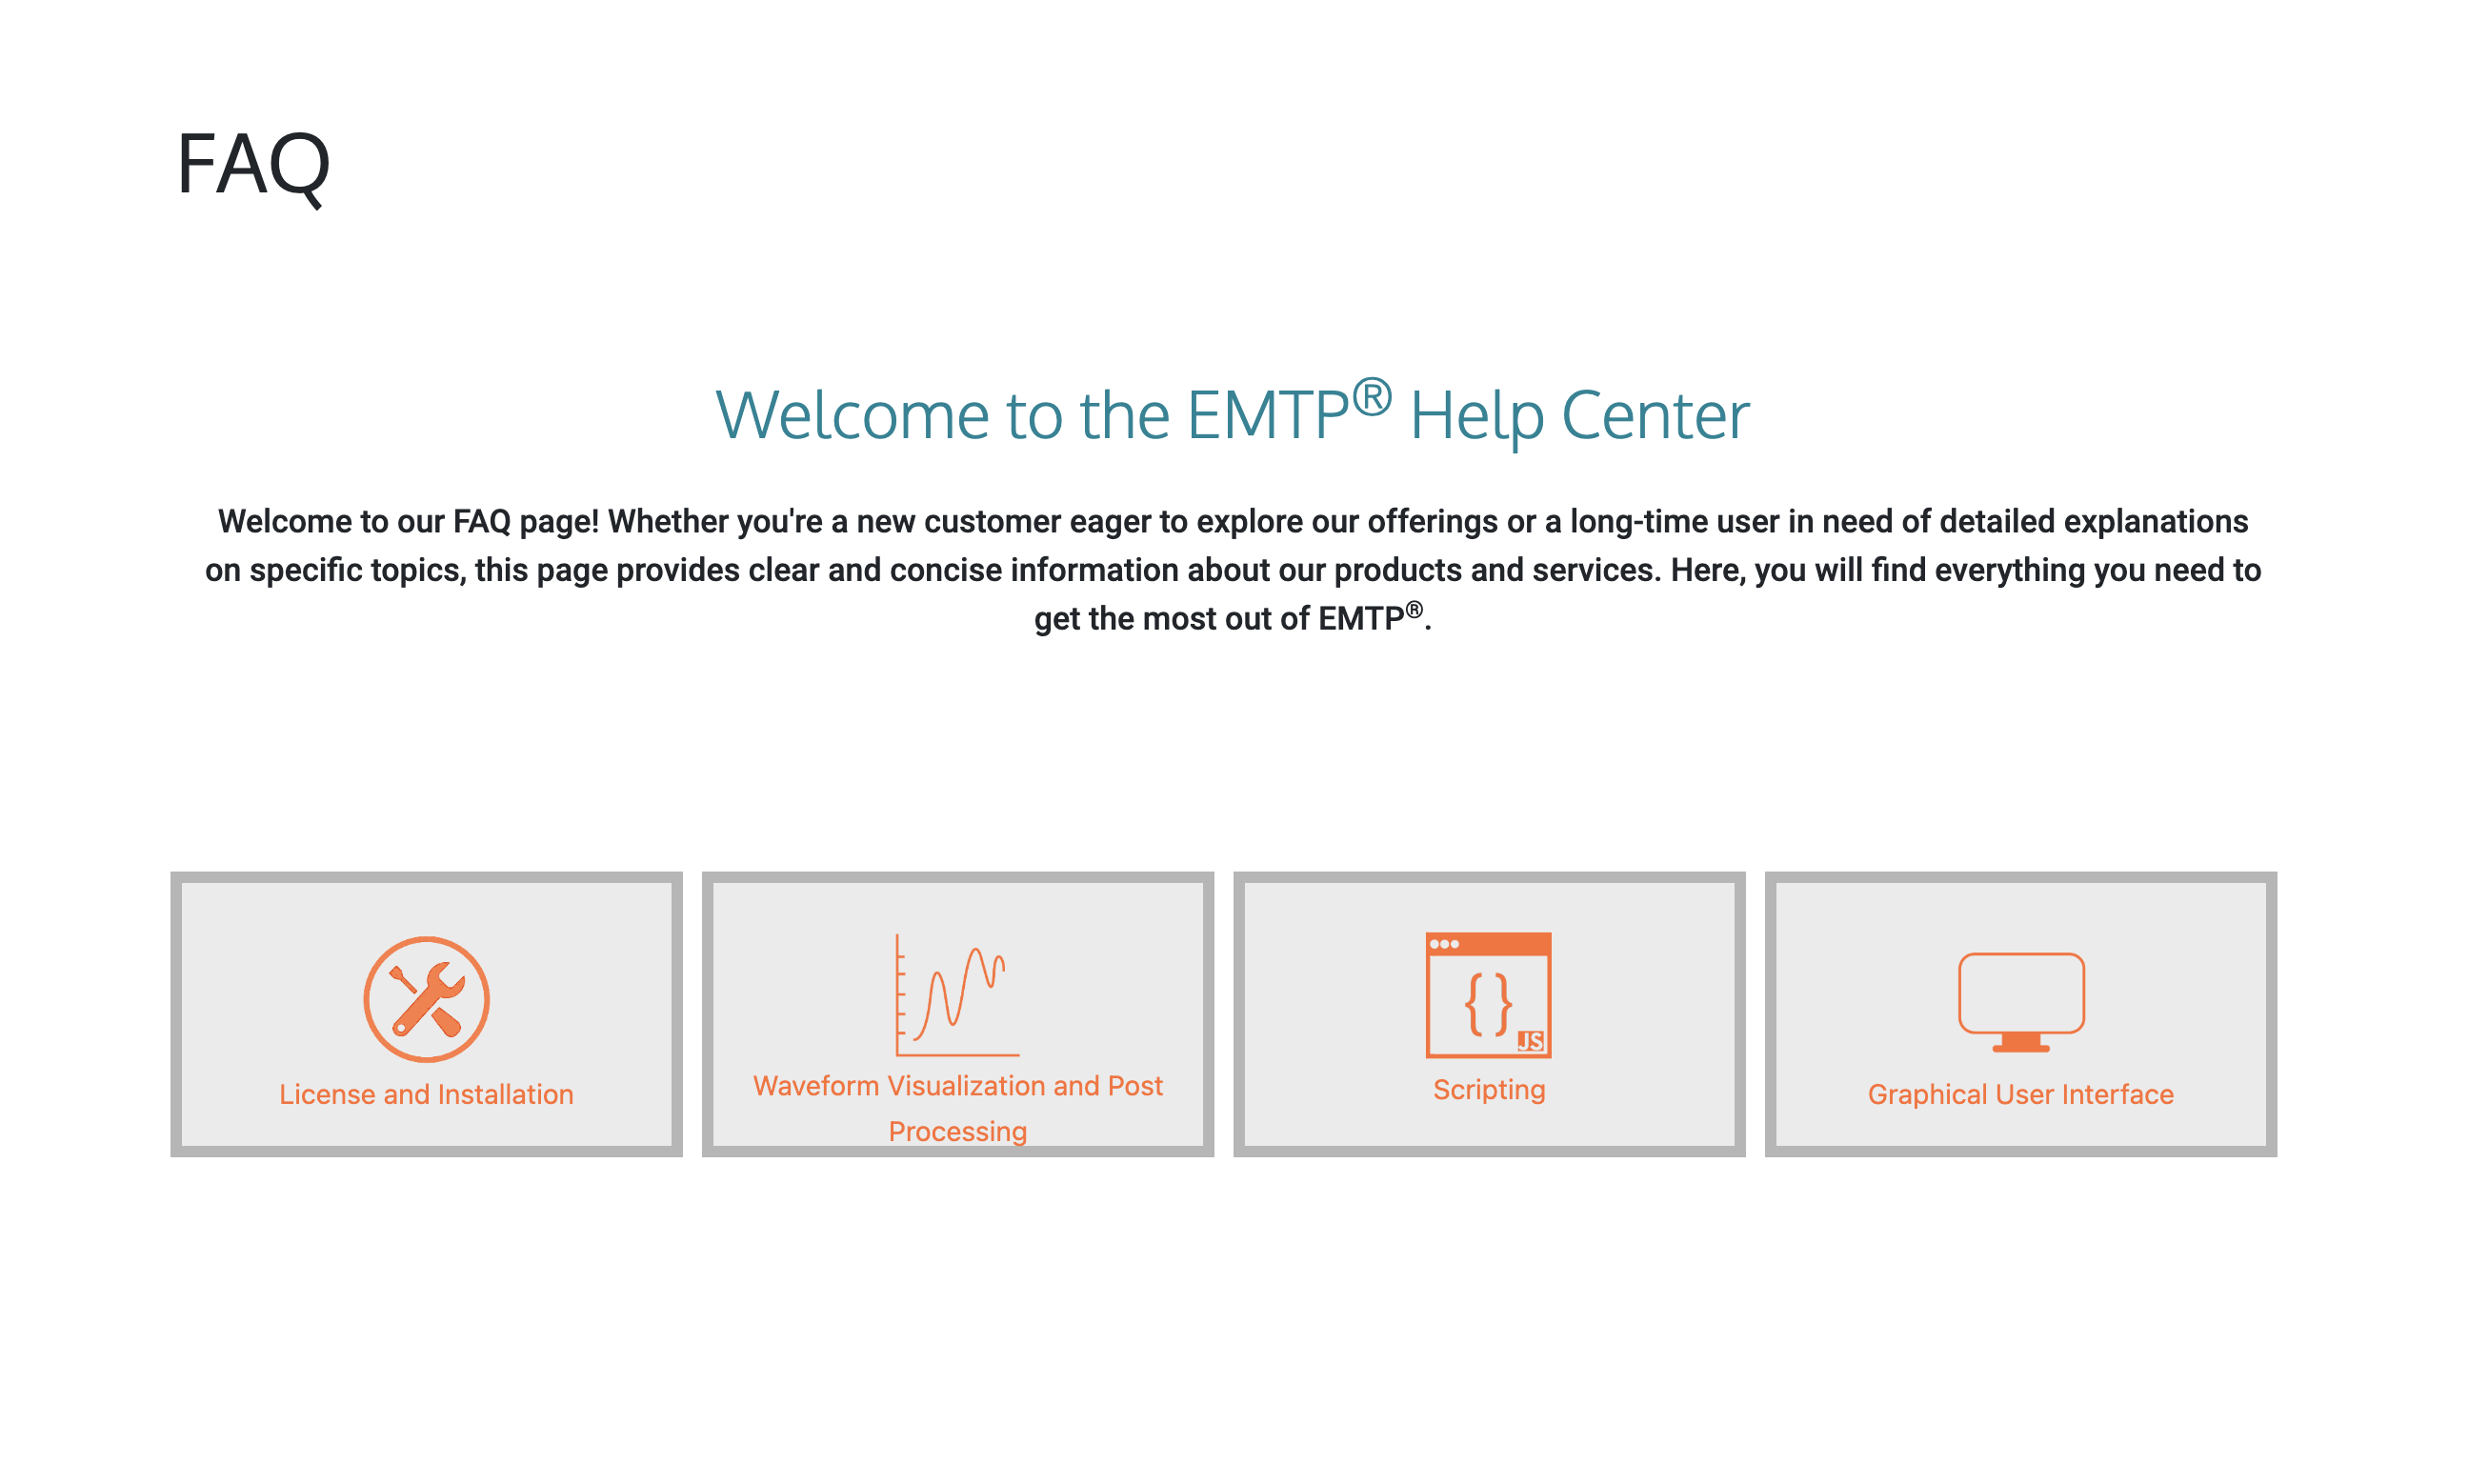 FAQ
Welcome to the EMTP® Help Center
Welcome to our FAQ page! Whether you're a new customer eager to explore our offerings or a long-time user in need of detailed explanations
on specific topics, this page provides clear and concise information about our products and services. Here, you will find everything you need to
get the most out of EMTP®.
License and Installation
Waveform Visualization and Post
Processing
{ }
JS
Scripting
Graphical User Interface